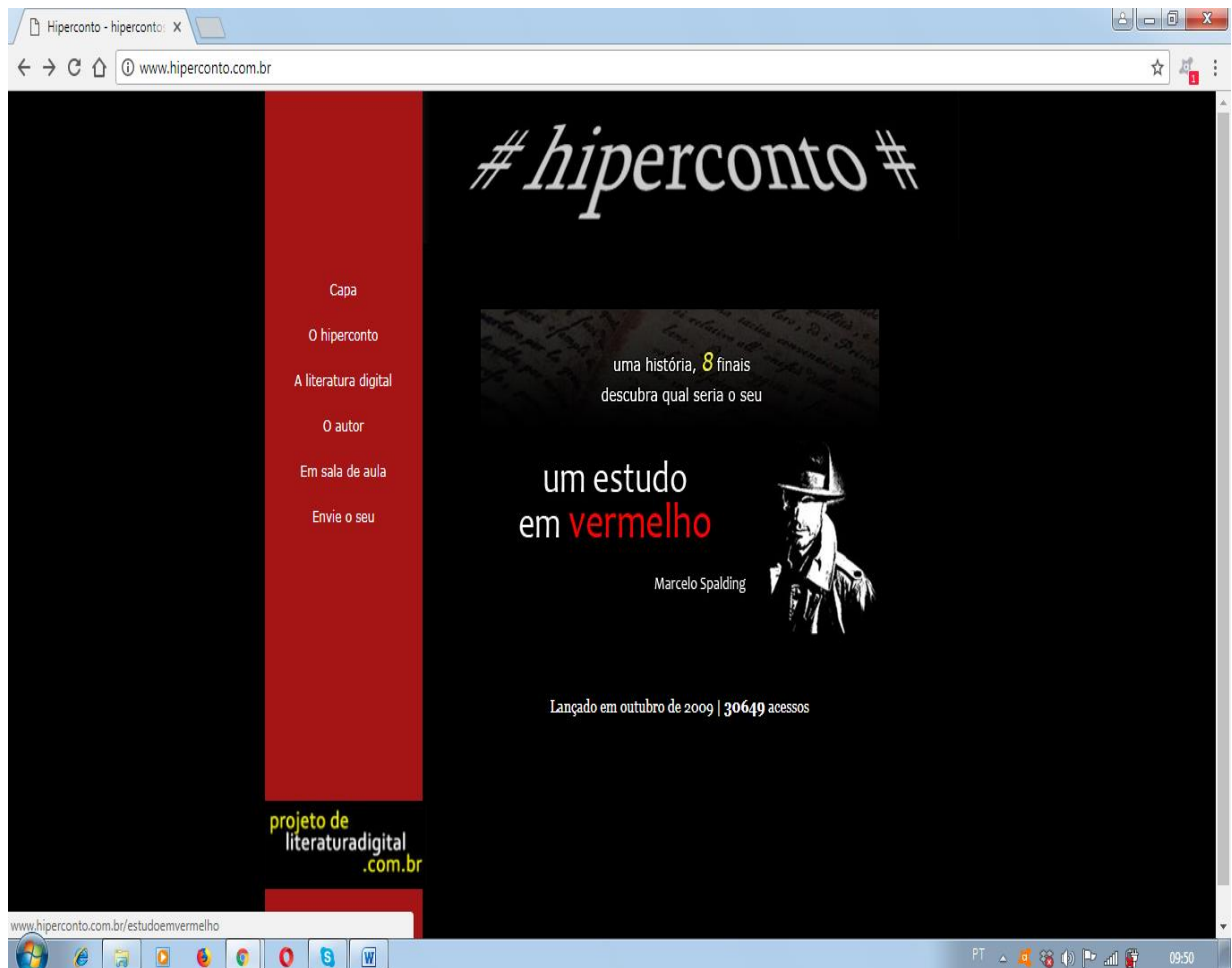 Hiperconto - hiperconto:
www.hiperconto.com.br
1
# hiperconto #
Capa
O hiperconto
A literatura digital
O autor
Em sala de aula
Envie o seu
uma história, 8 finais
descubra qual seria o seu
um estudo
em vermelho
Marcelo Spalding
Lançado em outubro de 2009 | 30649 acessos
projeto de
literaturadigital
.com.br
www.hiperconto.com.br/estudoemvermelho
PT
09:50